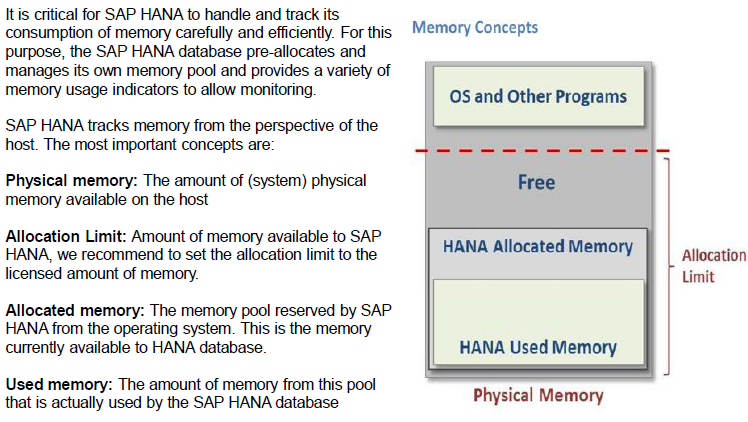 It is critical for SAP HANA to handle and track its
consumption of memory carefully and efficiently. For this
purpose, the SAP HANA database pre-allocates and
manages its own memory pool and provides a variety of
memory usage indicators to allow monitoring.
SAP HANA tracks memory from the perspective of the
host. The most important concepts are:
Physical memory: The amount of (system) physical
memory available on the host
Allocation Limit: Amount of memory available to SAP
HANA, we recommend to set the allocation limit to the
licensed amount of memory.
Allocated memory: The memory pool reserved by SAP
HANA from the operating system. This is the memory
currently available to HANA database.
Used memory: The amount of memory from this pool
that is actually used by the SAP HANA database
Memory Concepts
OS and Other Programs
Free
HANA Allocated Memory
HANA Used Memory
Allocation
Limit
Physical Memory